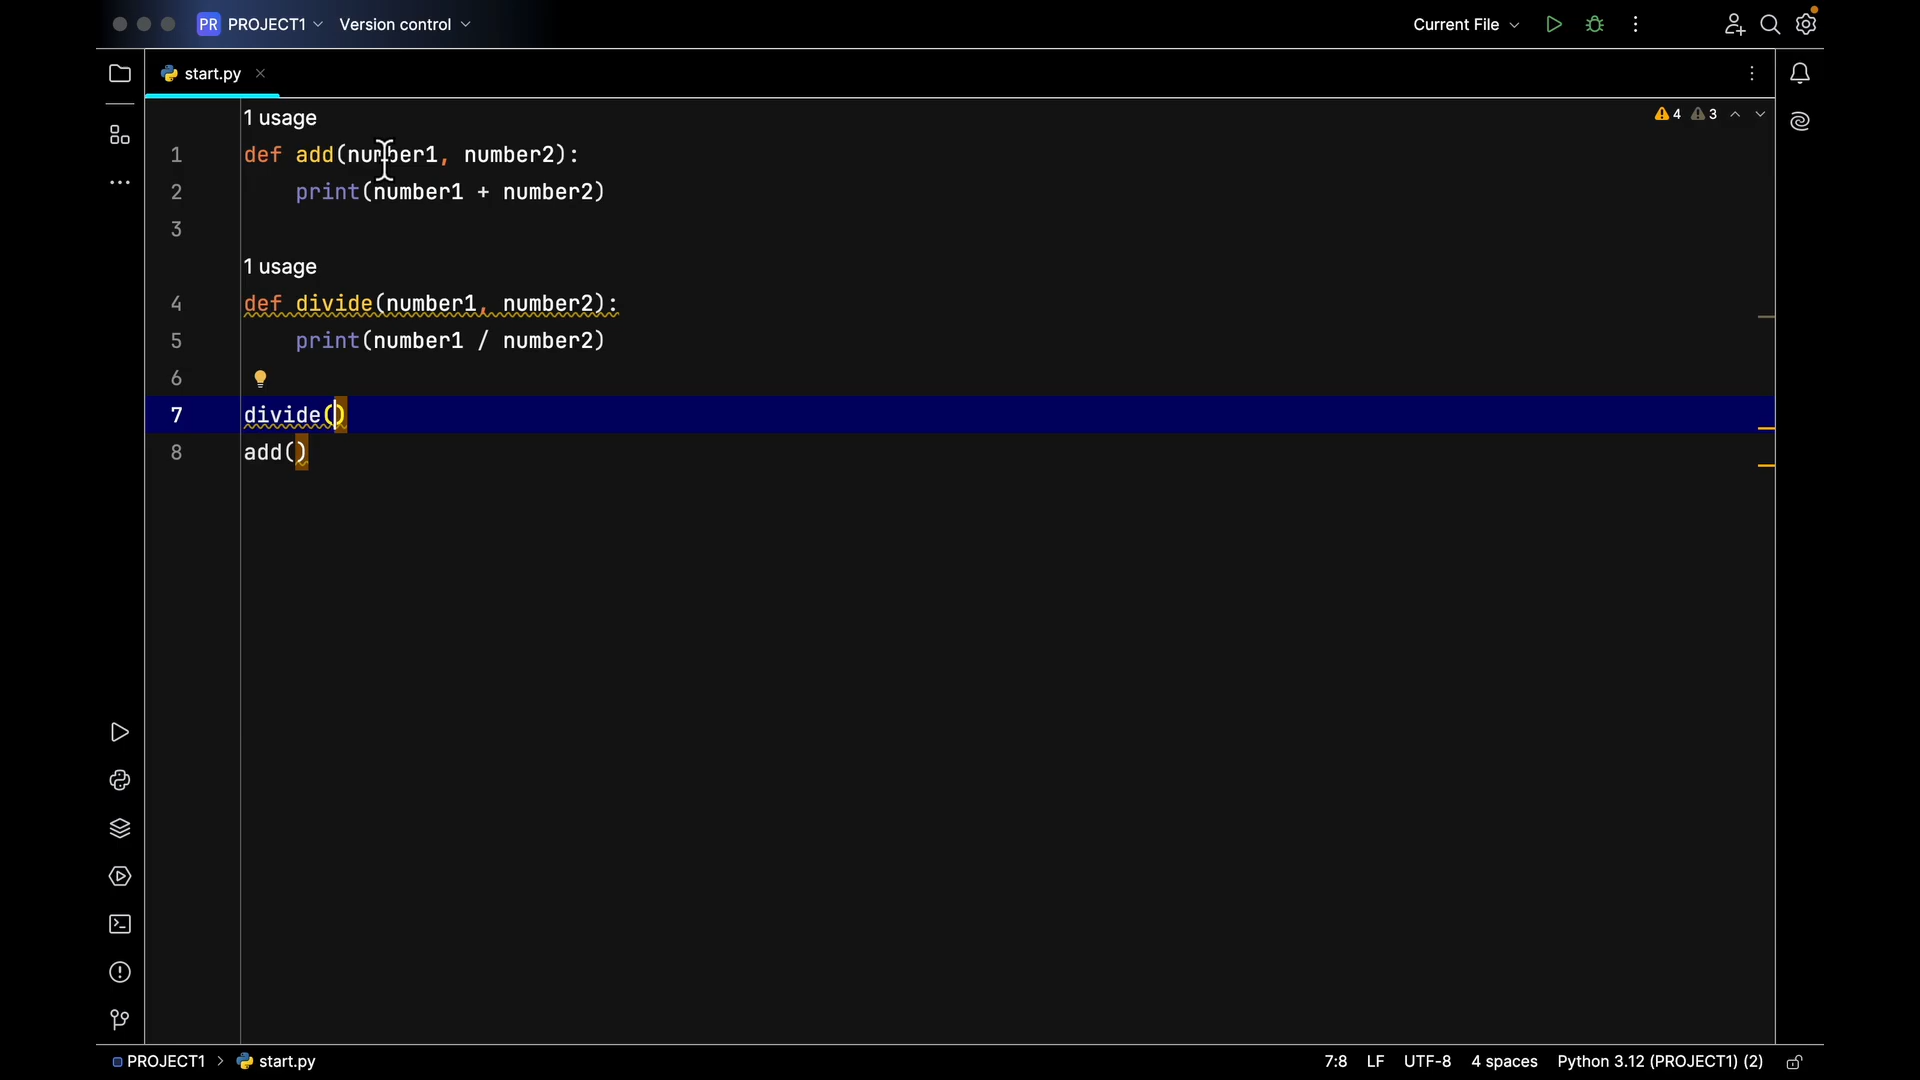 PR PROJECT1 Version control Current File
start.py
1 usage 4 3
1 def add(number1, number2):
2 print(number1 + number2)
3
1 usage
4 def divide(number1, number2):
5 print(number1 / number2)
6
7 divide()
8 add()
PROJECT1 > start.py 7:8 LF UTF-8 4 spaces Python 3.12 (PROJECT1) (2)